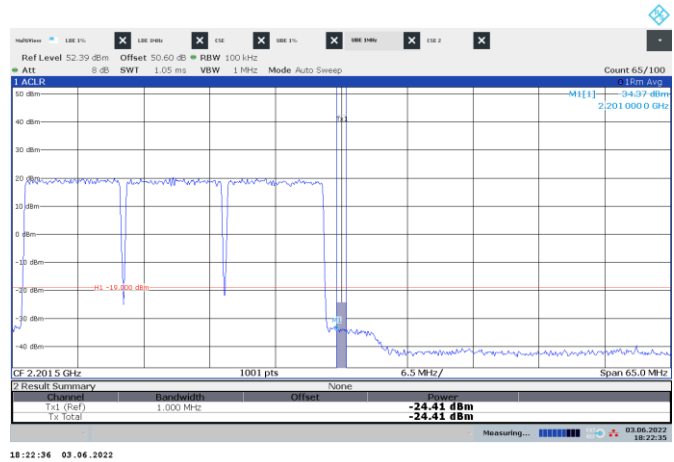 MultiView LBE 1% LBE 1MHz CSE UBE 1% UBE 1MHz CSE 2
Ref Level 52.39 dBm Offset 50.60 dB RBW 100 kHz
Att 8 dB SWT 1.05 ms VBW 1 MHz Mode Auto Sweep Count 65/100
1 ACLR 1Rm Avg
50 dBm M1[1] -34.37 dBm
2.2010000 GHz
40 dBm Tx1
30 dBm
20 dBm
10 dBm
0 dBm
-10 dBm
-20 dBm H1 -19.000 dBm
-30 dBm
M1
-40 dBm
CF 2.2015 GHz 1001 pts 6.5 MHz/ Span 65.0 MHz
2 Result Summary None
Channel Bandwidth Offset Power
Tx1 (Ref) 1.000 MHz -24.41 dBm
Tx Total -24.41 dBm
Measuring... 03.06.2022
18:22:35
18:22:36 03.06.2022